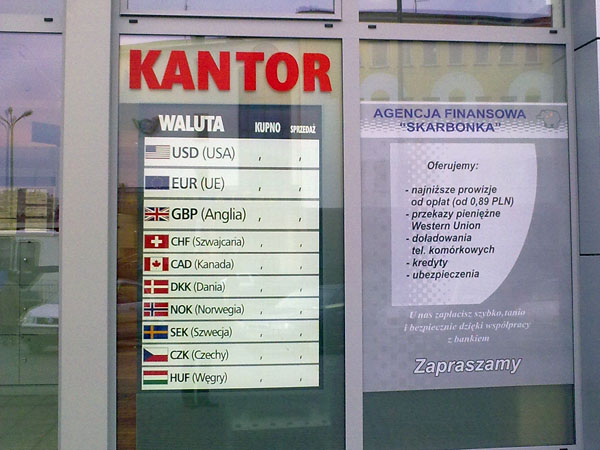 KANTOR
WALUTA KUPNO SPRZEDAŻ
USD (USA) , ,
EUR (UE) , ,
GBP (Anglia) , ,
CHF (Szwajcaria) , ,
CAD (Kanada) , ,
DKK (Dania) , ,
NOK (Norwegia) , ,
SEK (Szwecja) , ,
CZK (Czechy) , ,
HUF (Węgry) , ,
AGENCJA FINANSOWA
"SKARBONKA"
Oferujemy:
- najniższe prowizje
od opłat (od 0,89 PLN)
- przekazy pieniężne
Western Union
- doładowania
tel. komórkowych
- kredyty
- ubezpieczenia
U nas zapłacisz szybko, tanio
i bezpiecznie dzięki współpracy
z bankiem
Zapraszamy